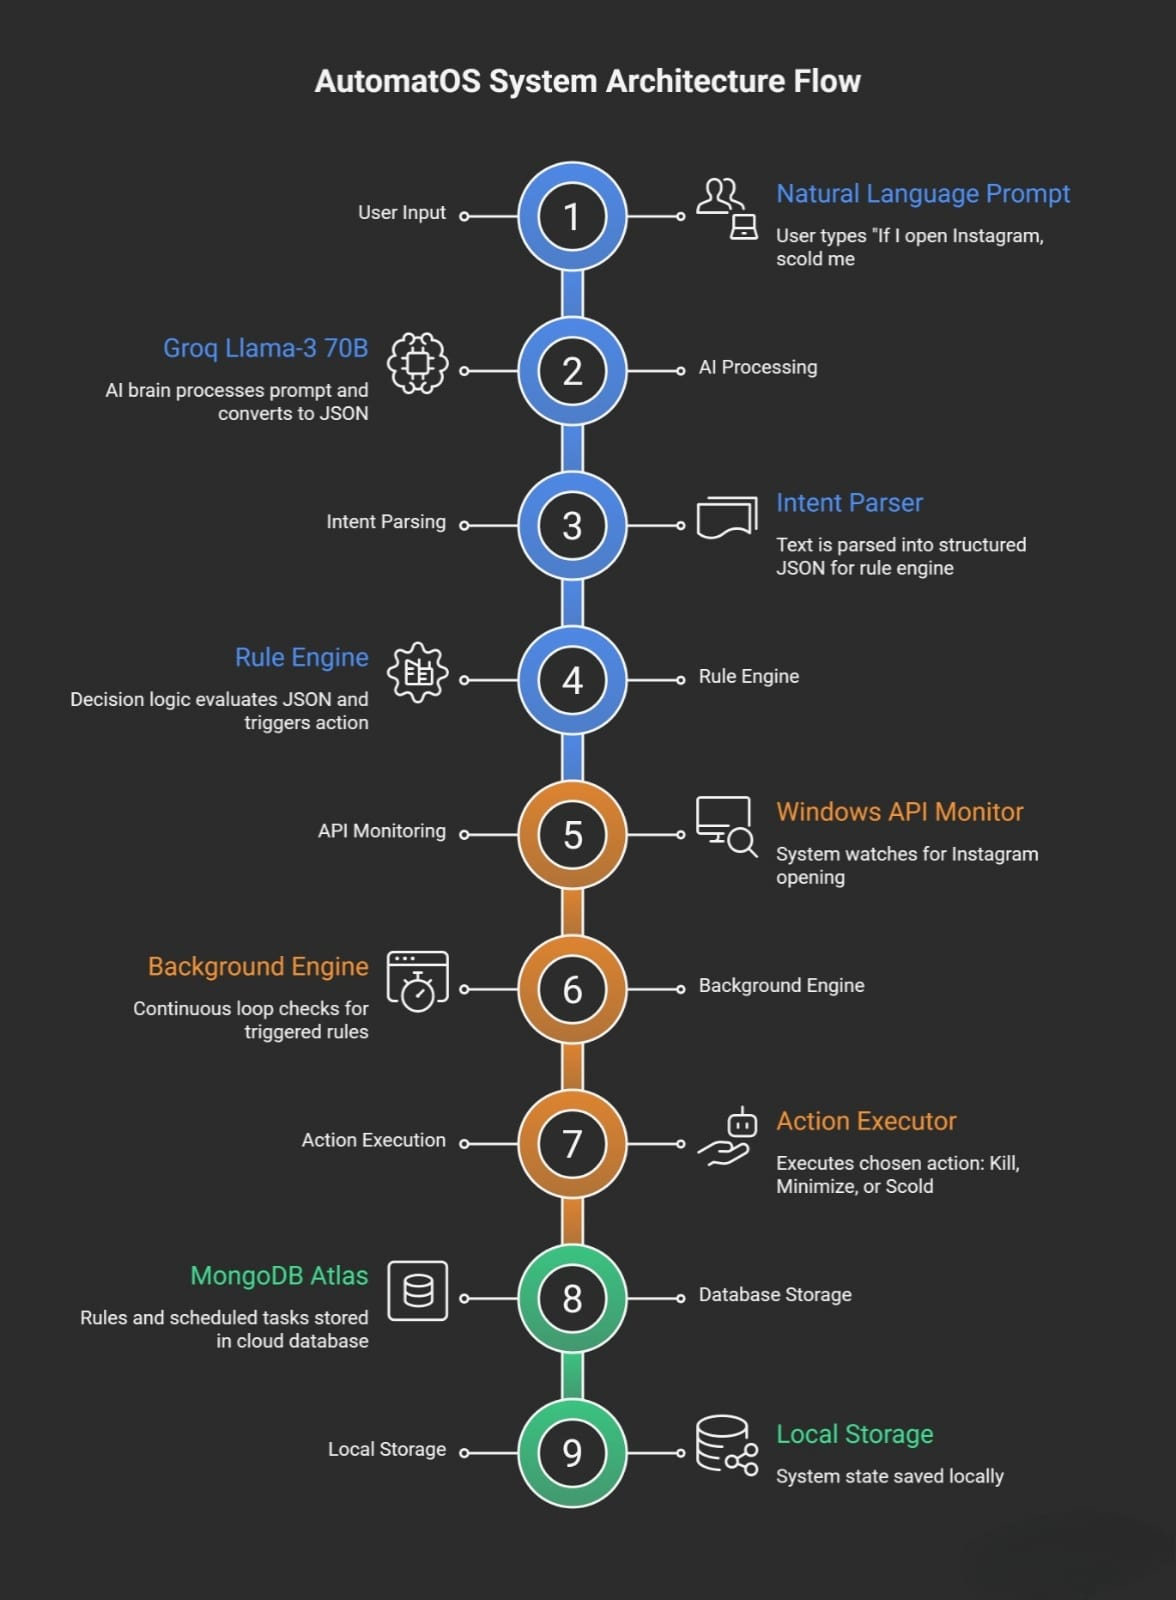 AutomatOS System Architecture Flow
User Input
1
Natural Language Prompt
User types "If I open Instagram,
scold me
Groq Llama-3 70B
AI brain processes prompt and
converts to JSON
2
AI Processing
Intent Parsing
3
Intent Parser
Text is parsed into structured
JSON for rule engine
Rule Engine
Decision logic evaluates JSON and
triggers action
4
Rule Engine
API Monitoring
5
Windows API Monitor
System watches for Instagram
opening
Background Engine
Continuous loop checks for
triggered rules
6
Background Engine
Action Execution
7
Action Executor
Executes chosen action: Kill,
Minimize, or Scold
MongoDB Atlas
Rules and scheduled tasks stored
in cloud database
8
Database Storage
Local Storage
9
Local Storage
System state saved locally